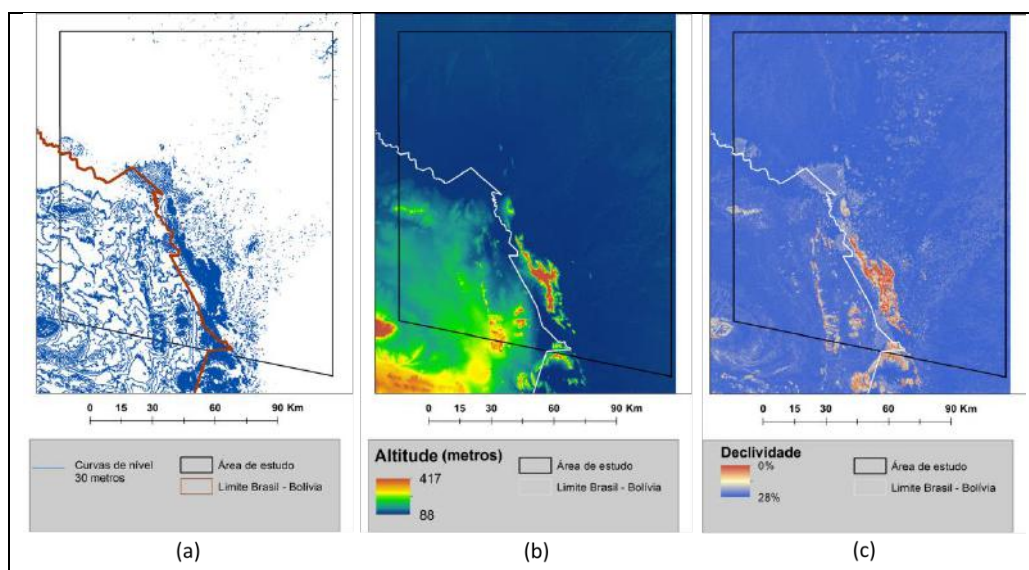 0 15 30 60 90 Km
Curvas de nível
30 metros
Área de estudo
Limite Brasil - Bolívia
(a)
0 15 30 60 90 Km
Altitude (metros)
417
88
Área de estudo
Limite Brasil - Bolívia
(b)
0 15 30 60 90 Km
Declividade
0%
28%
Área de estudo
Limite Brasil - Bolívia
(c)